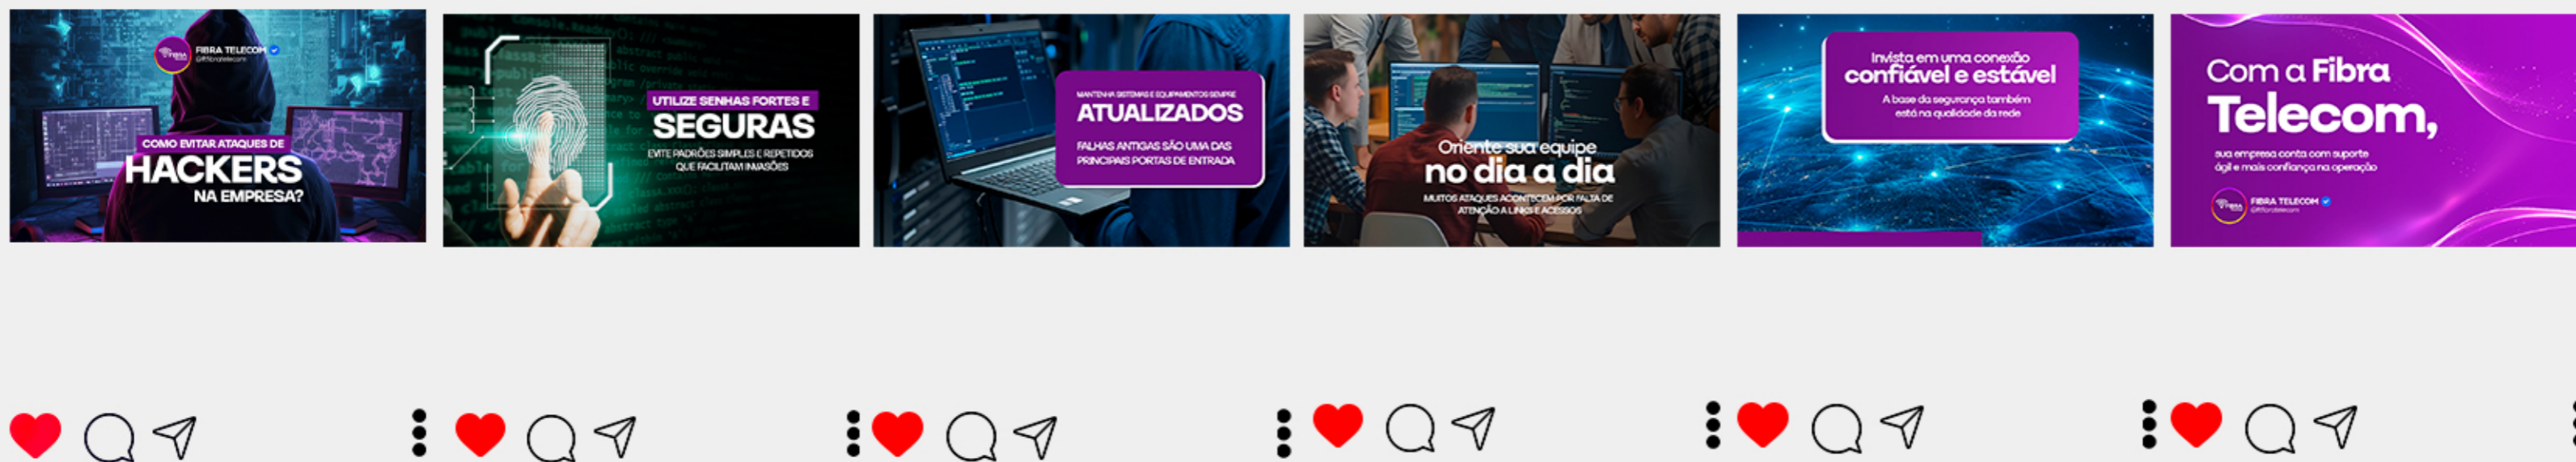 FIBRA TELECOM
@ftfibratelecom
COMO EVITAR ATAQUES DE
HACKERS
NA EMPRESA?
UTILIZE SENHAS FORTES E
SEGURAS
EVITE PADRÕES SIMPLES E REPETIDOS
QUE FACILITAM INVASÕES
MANTENHA SISTEMAS E EQUIPAMENTOS SEMPRE
ATUALIZADOS
FALHAS ANTIGAS SÃO UMA DAS
PRINCIPAIS PORTAS DE ENTRADA
Oriente sua equipe
no dia a dia
MUITOS ATAQUES ACONTECEM POR FALTA DE
ATENÇÃO A LINKS E ACESSOS
Invista em uma conexão
confiável e estável
A base da segurança também
está na qualidade da rede
Com a Fibra
Telecom,
sua empresa conta com suporte
ágil e mais confiança na operação
FIBRA
FIBRA TELECOM
@ftfibratelecom